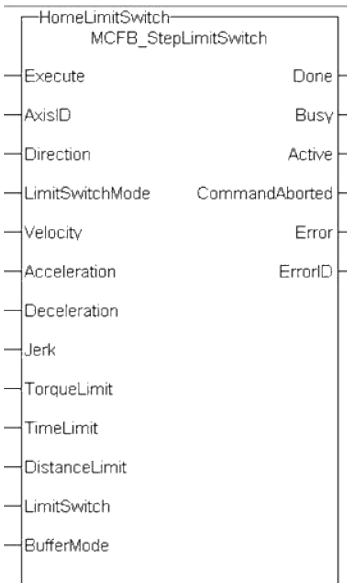 HomeLimitSwitch
MCFB_StepLimitSwitch
Execute Done
AxisID Busy
Direction Active
LimitSwitchMode CommandAborted
Velocity Error
Acceleration ErrorID
Deceleration
Jerk
TorqueLimit
TimeLimit
DistanceLimit
LimitSwitch
BufferMode